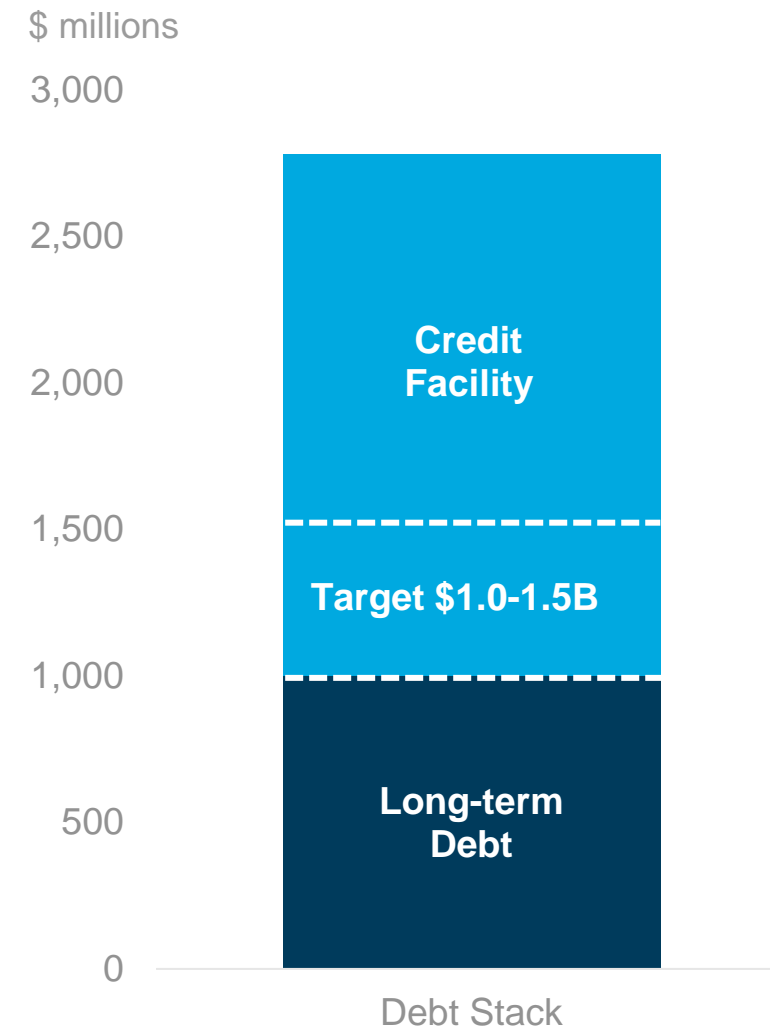 $ millions
3,000
2,500
Credit
Facility
2,000
1,500
Target $1.0-1.5B
1,000
Long-term
Debt
500
0
Debt Stack